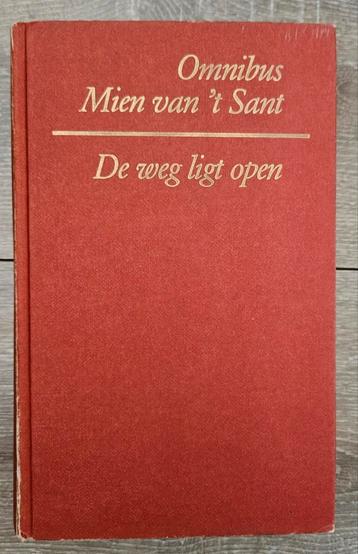 Omnibus
Mien van 't Sant
De weg ligt open